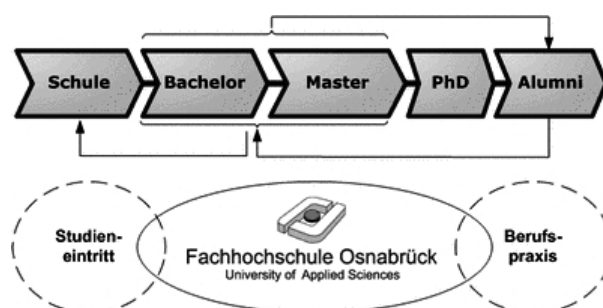 Schule
Bachelor
Master
PhD
Alumni
Studien-
eintritt
Fachhochschule Osnabrück
University of Applied Sciences
Berufs-
praxis